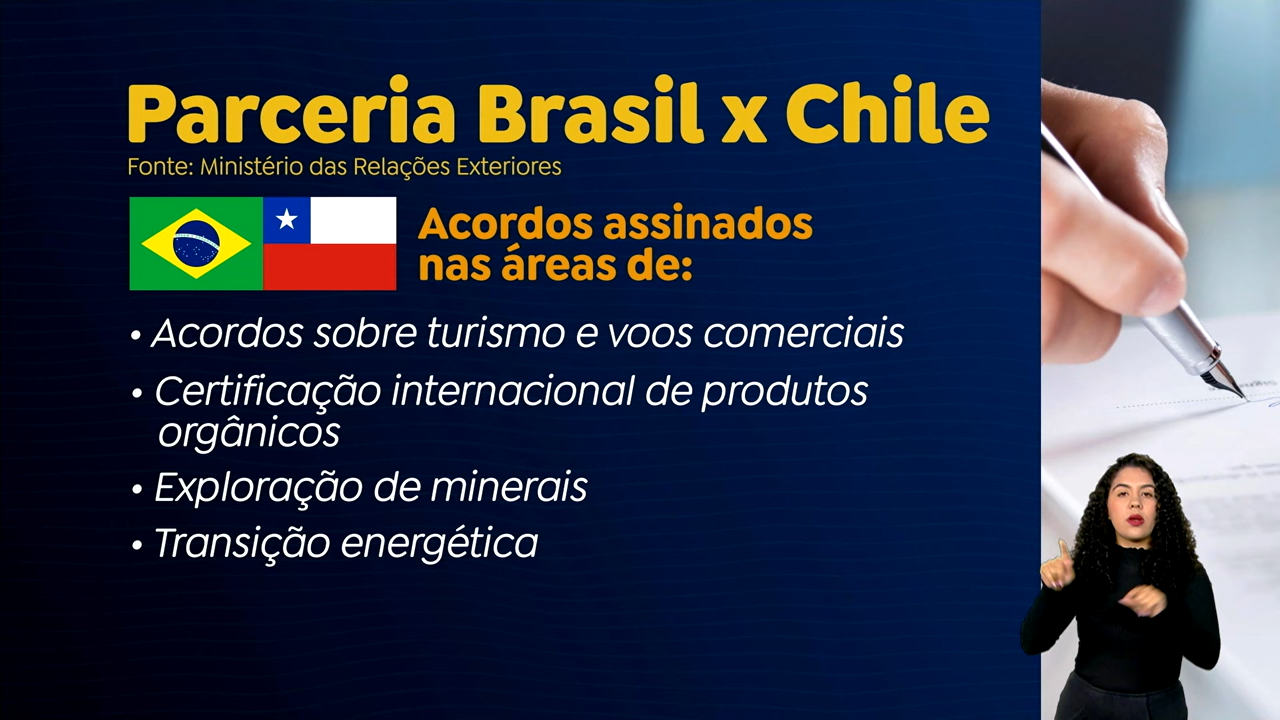 Parceria Brasil x Chile
Fonte: Ministério das Relações Exteriores
Acordos assinados
nas áreas de:
• Acordos sobre turismo e voos comerciais
• Certificação internacional de produtos
orgânicos
• Exploração de minerais
• Transição energética